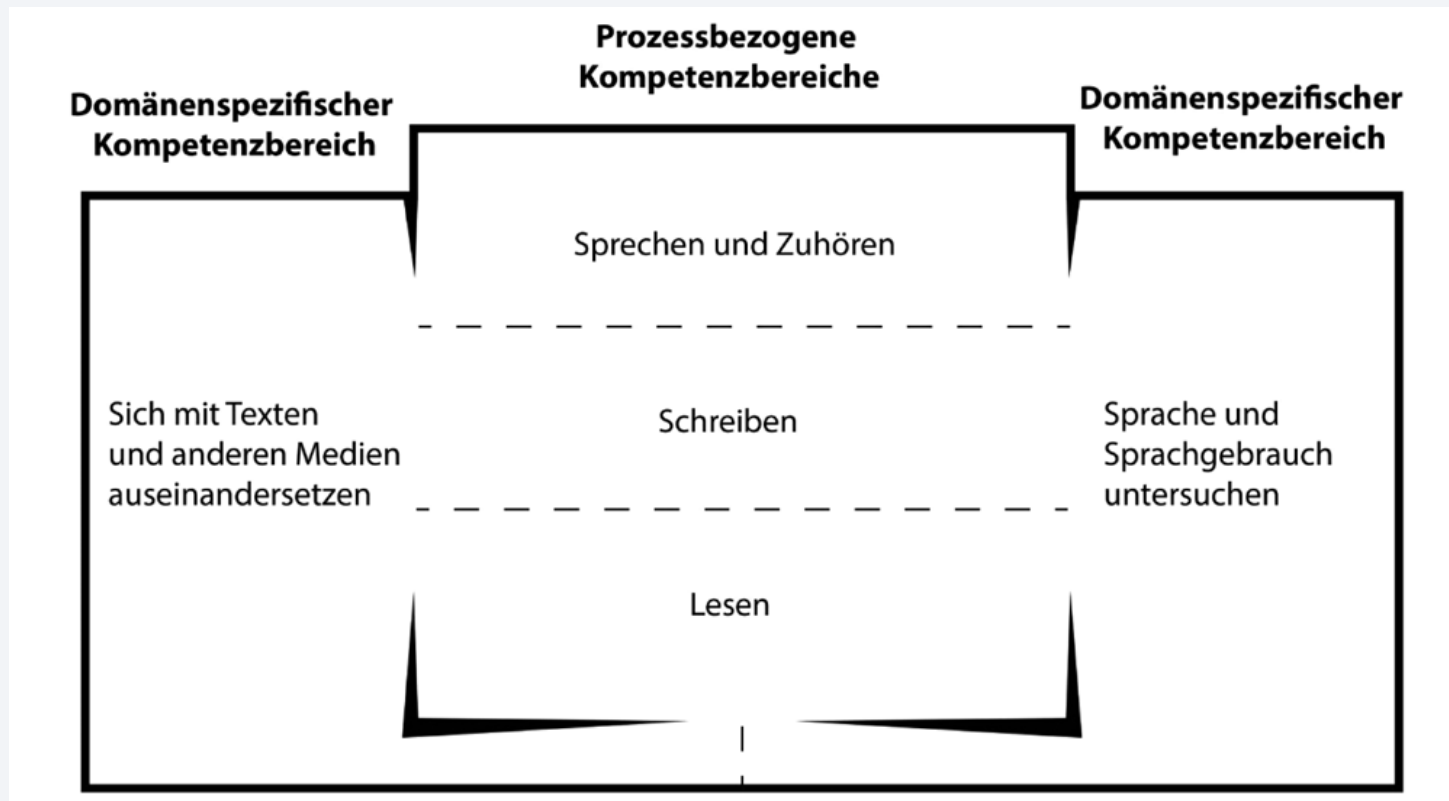 Prozessbezogene
Kompetenzbereiche
Domänenspezifischer
Kompetenzbereich
Domänenspezifischer
Kompetenzbereich
Sprechen und Zuhören
Sich mit Texten
und anderen Medien
auseinandersetzen
Schreiben
Sprache und
Sprachgebrauch
untersuchen
Lesen